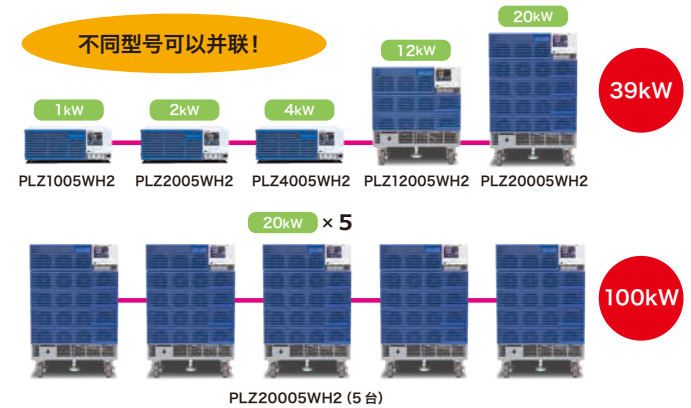 不同型号可以并联！
1kW
2kW
4kW
12kW
20kW
39kW
PLZ1005WH2
PLZ2005WH2
PLZ4005WH2
PLZ12005WH2
PLZ20005WH2
20kW × 5
100kW
PLZ20005WH2 (5 台)